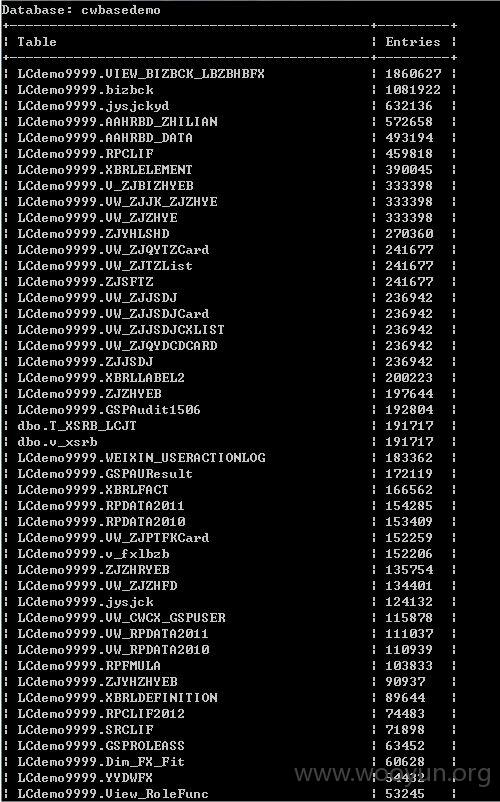 Database: cwbasedemo
+---------------------------------------+---------+
| Table | Entries |
+---------------------------------------+---------+
| LCdemo9999.VIEW_BIZBCK_LBZBHBFX | 1860627 |
| LCdemo9999.bizbck | 1081922 |
| LCdemo9999.jysjckyd | 632136 |
| LCdemo9999.AAHRBD_ZHILIAN | 572658 |
| LCdemo9999.AAHRBD_DATA | 493194 |
| LCdemo9999.RPCLIF | 459818 |
| LCdemo9999.XBRLELEMENT | 390045 |
| LCdemo9999.V_ZJBIZHYEB | 333398 |
| LCdemo9999.VW_ZJJK_ZJZHYE | 333398 |
| LCdemo9999.VW_ZJZHYE | 333398 |
| LCdemo9999.ZJYHLSHD | 270360 |
| LCdemo9999.VW_ZJQYTZCard | 241677 |
| LCdemo9999.VW_ZJTZList | 241677 |
| LCdemo9999.ZJSFTZ | 241677 |
| LCdemo9999.VW_ZJJSDJ | 236942 |
| LCdemo9999.VW_ZJJSDJCard | 236942 |
| LCdemo9999.VW_ZJJSDJCXLIST | 236942 |
| LCdemo9999.VW_ZJQYDCDCARD | 236942 |
| LCdemo9999.ZJJSDJ | 236942 |
| LCdemo9999.XBRLLABEL2 | 200223 |
| LCdemo9999.ZJZHYEB | 197644 |
| LCdemo9999.GSPAudit1506 | 192804 |
| dbo.T_XSRB_LCJT | 191717 |
| dbo.v_xsrb | 191717 |
| LCdemo9999.WEIXIN_USERACTIONLOG | 183362 |
| LCdemo9999.GSPAUResult | 172119 |
| LCdemo9999.XBRLFACT | 166562 |
| LCdemo9999.RPDATA2011 | 154285 |
| LCdemo9999.RPDATA2010 | 153409 |
| LCdemo9999.VW_ZJPTFKCard | 152259 |
| LCdemo9999.v_fxlbzb | 152206 |
| LCdemo9999.ZJZHRYEB | 135754 |
| LCdemo9999.VW_ZJZHFD | 134401 |
| LCdemo9999.jysjck | 124132 |
| LCdemo9999.VW_CWCX_GSPUSER | 115878 |
| LCdemo9999.VW_RPDATA2011 | 111037 |
| LCdemo9999.VW_RPDATA2010 | 110939 |
| LCdemo9999.RPFMULA | 103833 |
| LCdemo9999.ZJYHZHYEB | 90937 |
| LCdemo9999.XBRLDEFINITION | 89644 |
| LCdemo9999.RPCLIF2012 | 74483 |
| LCdemo9999.SRCLIF | 71898 |
| LCdemo9999.GSPROLEASS | 63452 |
| LCdemo9999.Dim_FX_Fit | 60628 |
| LCdemo9999.YYDWFX | 54432 |
| LCdemo9999.View_RoleFunc | 53245 |
www.wooyun.org